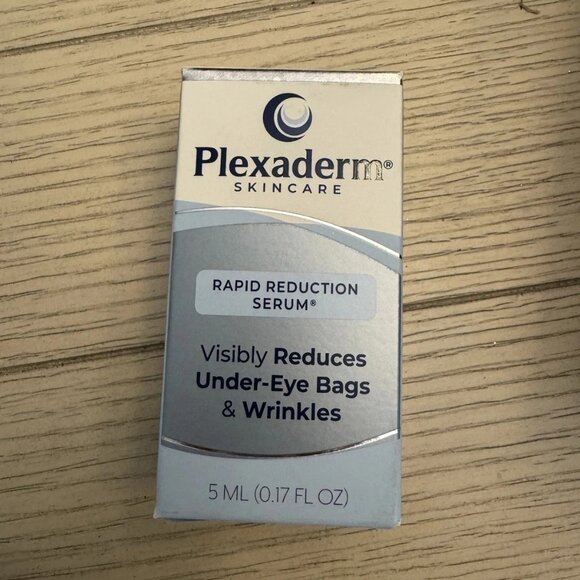 Plexaderm®
SKINCARE
RAPID REDUCTION
SERUM®
Visibly Reduces
Under-Eye Bags
& Wrinkles
5 ML (0.17 FL OZ)